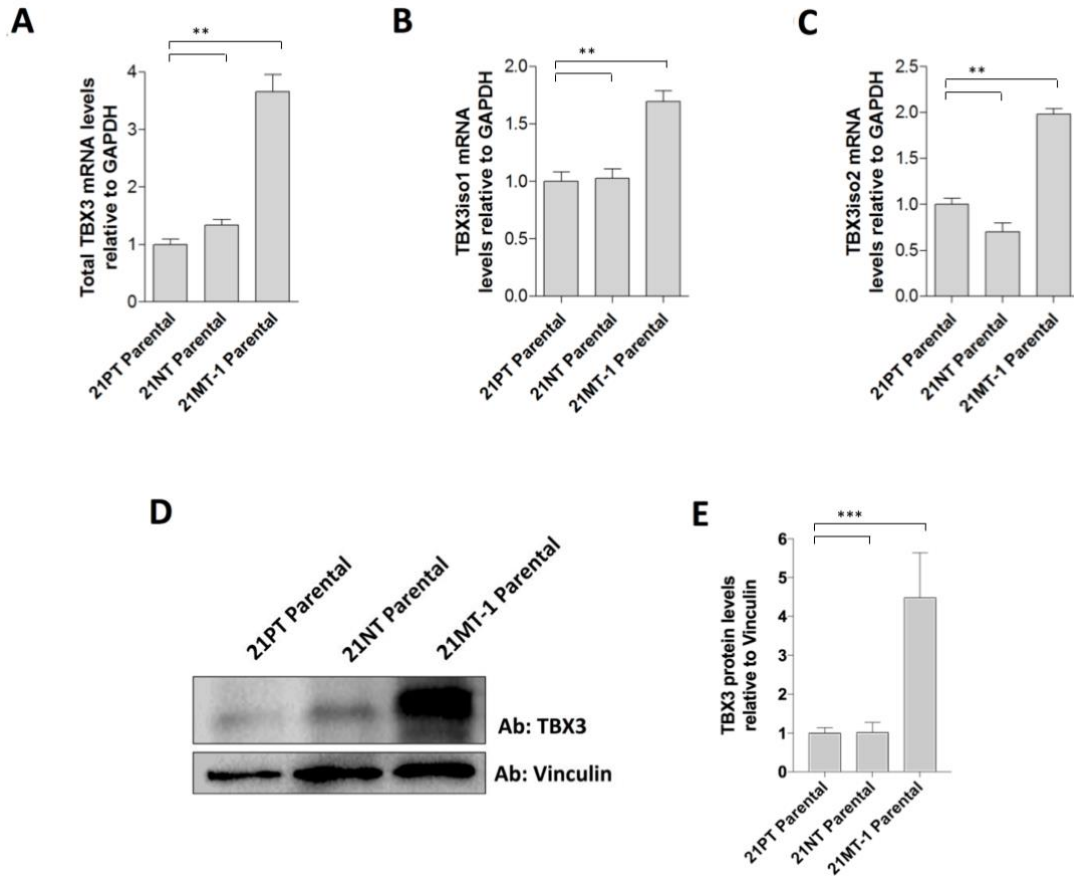 A
**
Total TBX3 mRNA levels
relative to GAPDH
4
3
2
1
0
21PT Parental
21NT Parental
21MT-1 Parental
B
**
TBX3iso1 mRNA
levels relative to GAPDH
2.0
1.5
1.0
0.5
0.0
21PT Parental
21NT Parental
21MT-1 Parental
C
**
TBX3iso2 mRNA
levels relative to GAPDH
2.5
2.0
1.5
1.0
0.5
0.0
21PT Parental
21NT Parental
21MT-1 Parental
D
21PT Parental
21NT Parental
21MT-1 Parental
Ab: TBX3
Ab: Vinculin
E
***
TBX3 protein levels
relative to Vinculin
6
5
4
3
2
1
0
21PT Parental
21NT Parental
21MT-1 Parental